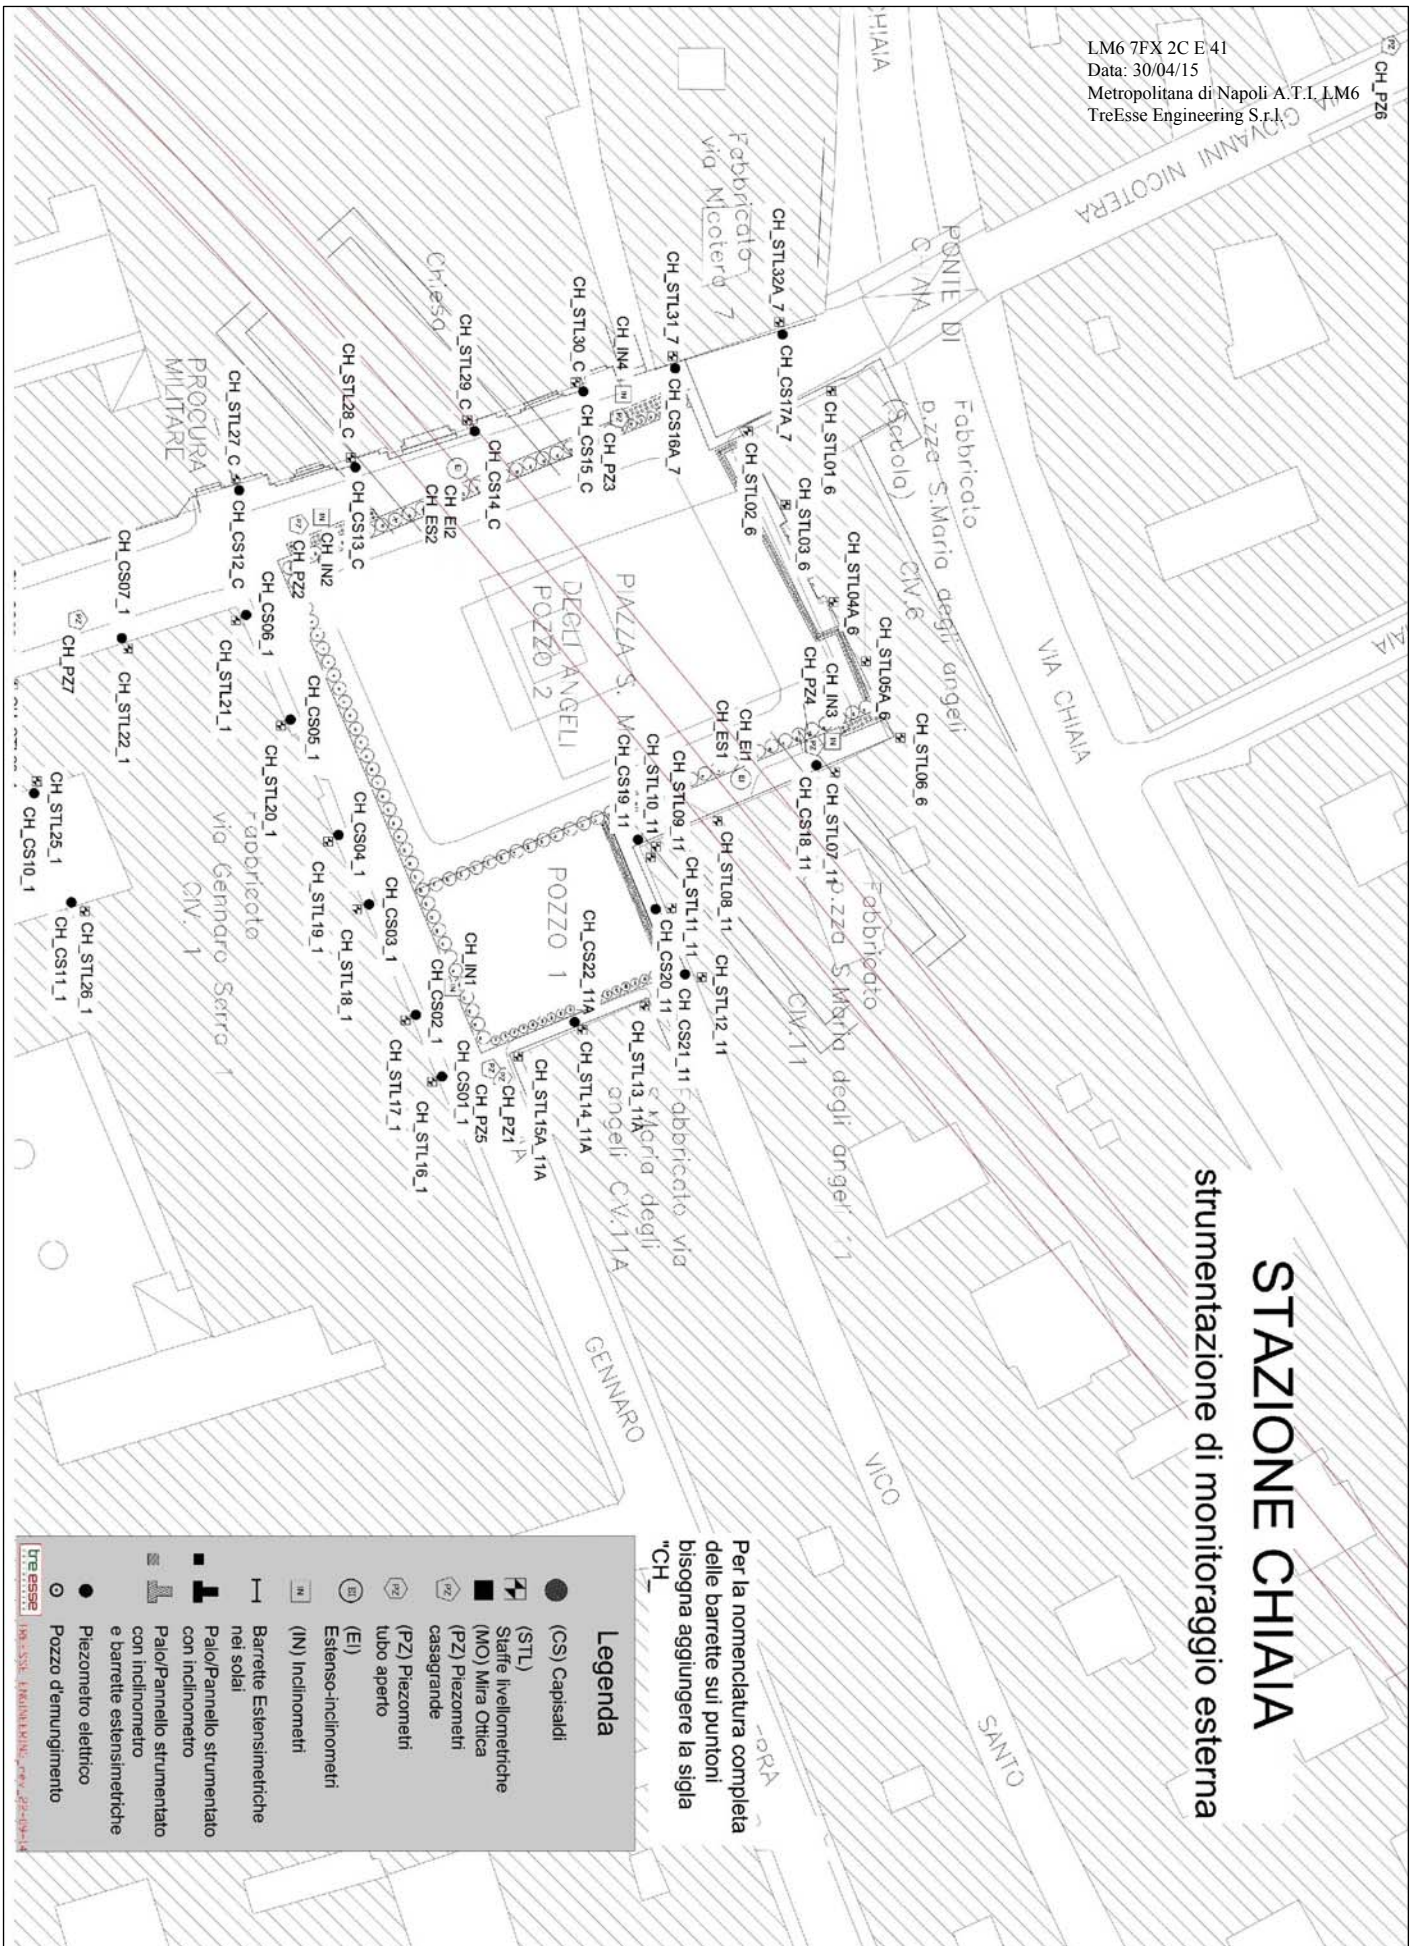 LM6 7FX 2C E 41
Data: 30/04/15
Metropolitana di Napoli A.T.I. LM6
TreEsse Engineering S.r.l.
STAZIONE CHIAIA
strumentazione di monitoraggio esterna
CH_PZ6
VIA GIOVANNI NICOTERA
CHIAIA
PONTE DI
VIA CHIAIA
Fabbricato
via Nicotera 7
Fabbricato
p.zza S.Maria degli angeli
(Scuola) CIV.6
CH_STL32A_7
CH_CS17A_7
CH_STL31_7
CH_CS16A_7
CH_STL01_6
CH_STL02_6
CH_STL03_6
CH_STL04A_6
CH_STL05A_6
CH_STL06_6
CH_IN3
CH_PZ4
CH_STL07_11
CH_CS18_11
CH_EI1
CH_ES1
CH_STL08_11
CH_STL09_11
CH_STL10_11
CH_CS19_11
CH_STL11_11
CH_CS20_11
CH_STL12_11
CH_CS21_11
CH_STL13_11A
CH_CS22_11A
CH_STL14_11A
CH_STL15A_11A
CH_PZ1
CH_PZ5
CH_IN4
CH_PZ3
CH_STL30_C
CH_CS15_C
Chiesa
CH_STL29_C
CH_CS14_C
CH_EI2
CH_ES2
CH_STL28_C
CH_CS13_C
CH_IN2
CH_PZ2
CH_STL27_C
CH_CS12_C
PROCURA
MILITARE
PIAZZA S. M
DEGLI ANGELI
POZZO 2
POZZO 1
CH_IN1
CH_CS01_1
CH_STL16_1
CH_CS02_1
CH_STL17_1
CH_CS03_1
CH_STL18_1
CH_CS04_1
CH_STL19_1
CH_CS05_1
CH_STL20_1
CH_CS06_1
CH_STL21_1
CH_CS07_1
CH_STL22_1
CH_PZ7
CH_STL25_1
CH_CS10_1
CH_STL26_1
CH_CS11_1
Fabbricato
via Gennaro Serra 1
CIV. 1
Fabbricato
p.zza S.Maria degli angeli 11
CIV.11
Fabbricato via
S.Maria degli
angeli CV.11A
GENNARO
VICO
SANTO
Per la nomenclatura completa
delle barrette sui puntoni
bisogna aggiungere la sigla
"CH_
Legenda
(CS) Capisaldi
(STL)
Staffe livellometriche
(MO) Mira Ottica
PZ
(PZ) Piezometri
casagrande
PZ
(PZ) Piezometri
tubo aperto
EI
(EI)
Estenso-inclinometri
IN
(IN) Inclinometri
Barrette Estensimetriche
nei solai
Palo/Pannello strumentato
con inclinometro
Palo/Pannello strumentato
con inclinometro
e barrette estensimetriche
Piezometro elettrico
Pozzo d'emungimento
tre esse